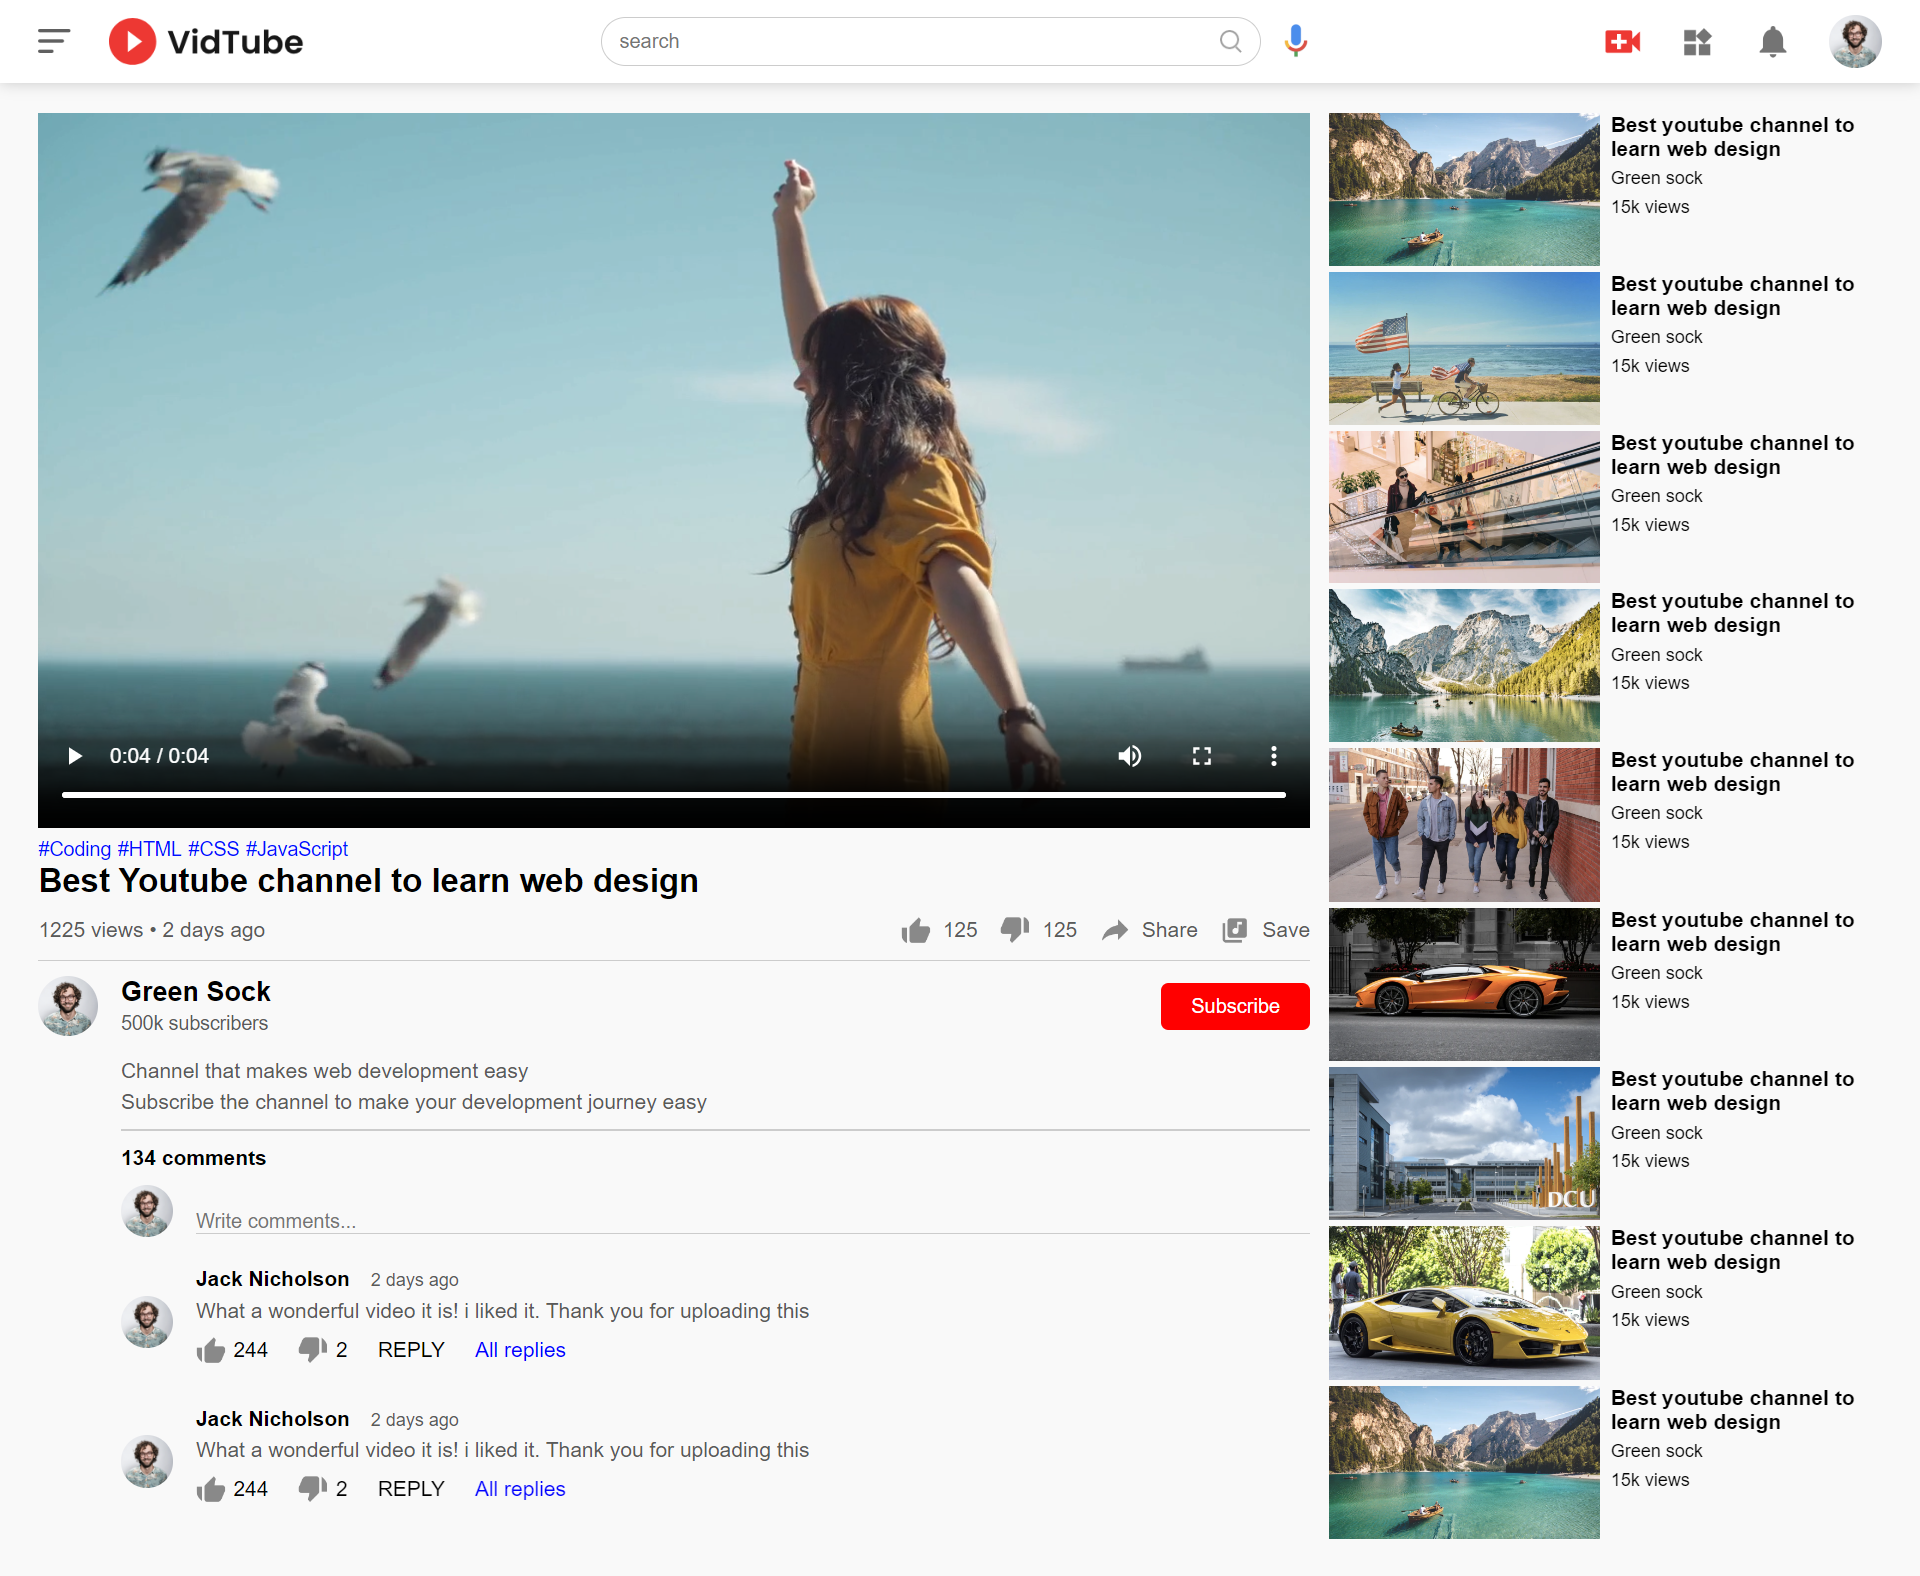 VidTube
search
0:04 / 0:04
#Coding #HTML #CSS #JavaScript
Best Youtube channel to learn web design
1225 views • 2 days ago
125
125
Share
Save
Green Sock
500k subscribers
Subscribe
Channel that makes web development easy
Subscribe the channel to make your development journey easy
134 comments
Write comments...
Jack Nicholson 2 days ago
What a wonderful video it is! i liked it. Thank you for uploading this
244 2 REPLY All replies
Jack Nicholson 2 days ago
What a wonderful video it is! i liked it. Thank you for uploading this
244 2 REPLY All replies
Best youtube channel to
learn web design
Green sock
15k views
Best youtube channel to
learn web design
Green sock
15k views
Best youtube channel to
learn web design
Green sock
15k views
Best youtube channel to
learn web design
Green sock
15k views
Best youtube channel to
learn web design
Green sock
15k views
Best youtube channel to
learn web design
Green sock
15k views
DCU
Best youtube channel to
learn web design
Green sock
15k views
Best youtube channel to
learn web design
Green sock
15k views
Best youtube channel to
learn web design
Green sock
15k views